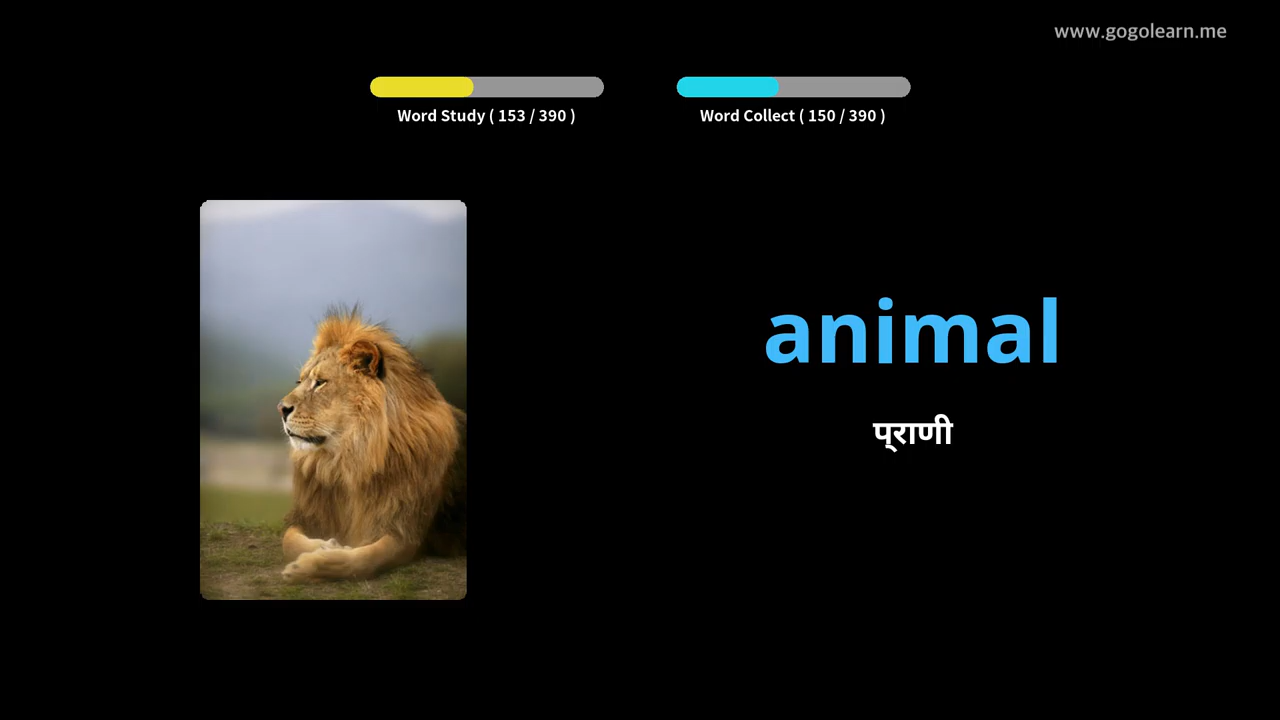 www.gogolearn.me
Word Study ( 153 / 390 )
Word Collect ( 150 / 390 )
animal
प्राणी